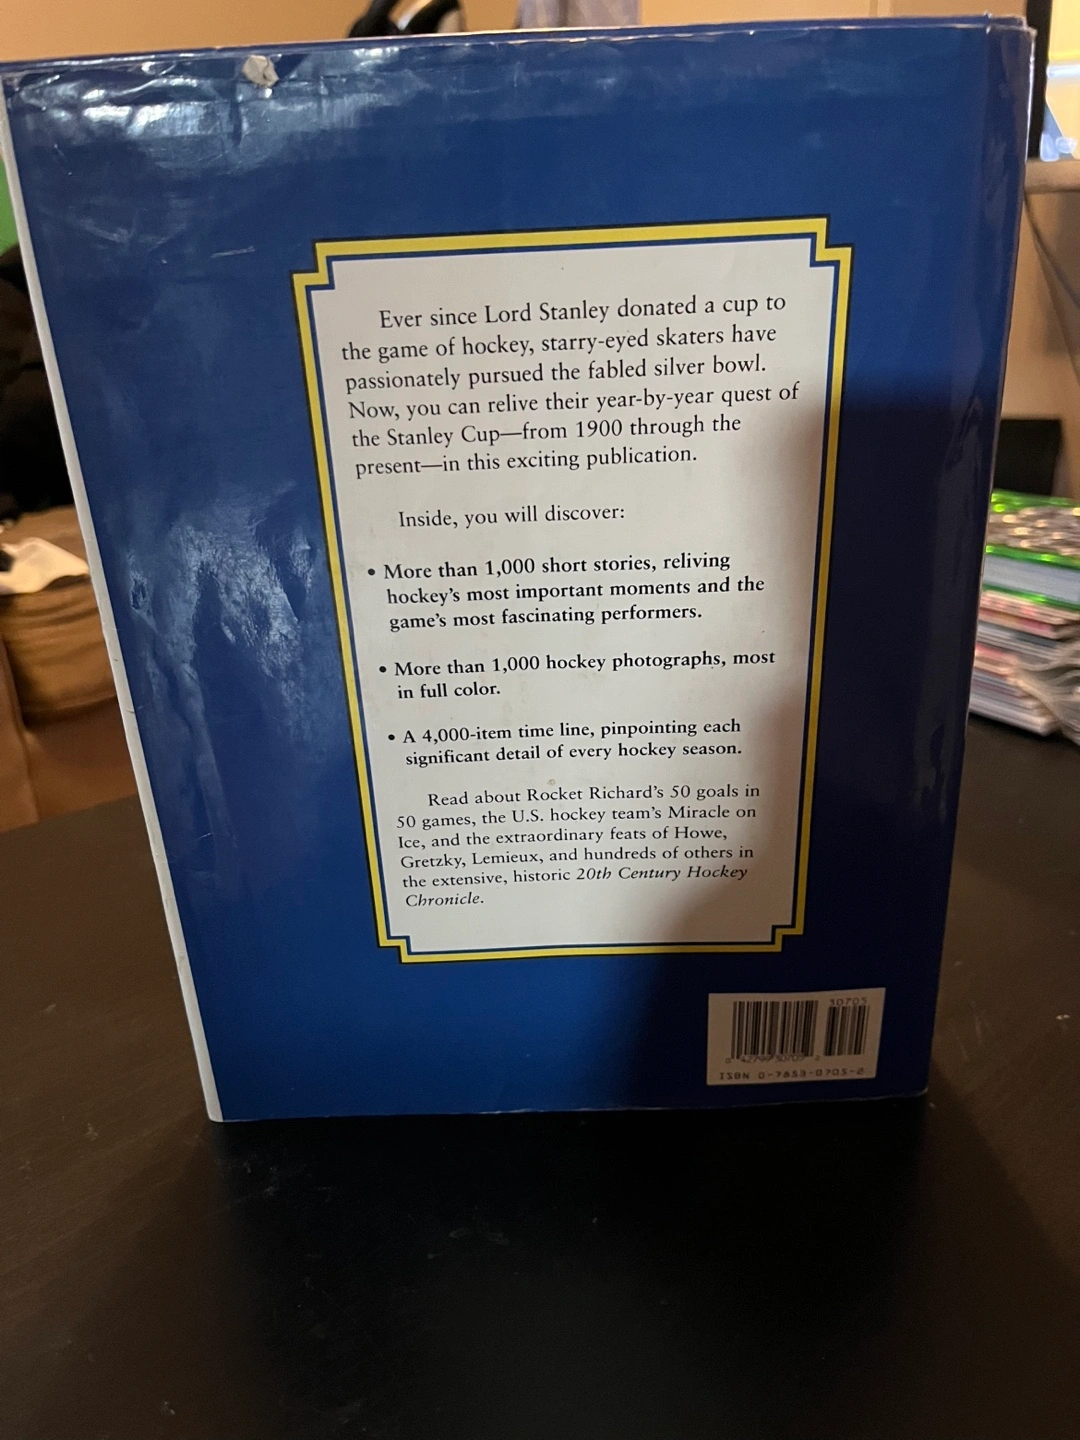 Ever since Lord Stanley donated a cup to
the game of hockey, starry-eyed skaters have
passionately pursued the fabled silver bowl.
Now, you can relive their year-by-year quest of
the Stanley Cup—from 1900 through the
present—in this exciting publication.
Inside, you will discover:
• More than 1,000 short stories, reliving
hockey's most important moments and the
game's most fascinating performers.
• More than 1,000 hockey photographs, most
in full color.
• A 4,000-item time line, pinpointing each
significant detail of every hockey season.
Read about Rocket Richard's 50 goals in
50 games, the U.S. hockey team's Miracle on
Ice, and the extraordinary feats of Howe,
Gretzky, Lemieux, and hundreds of others in
the extensive, historic 20th Century Hockey
Chronicle.
30703
ISBN 0-7853-0703-2